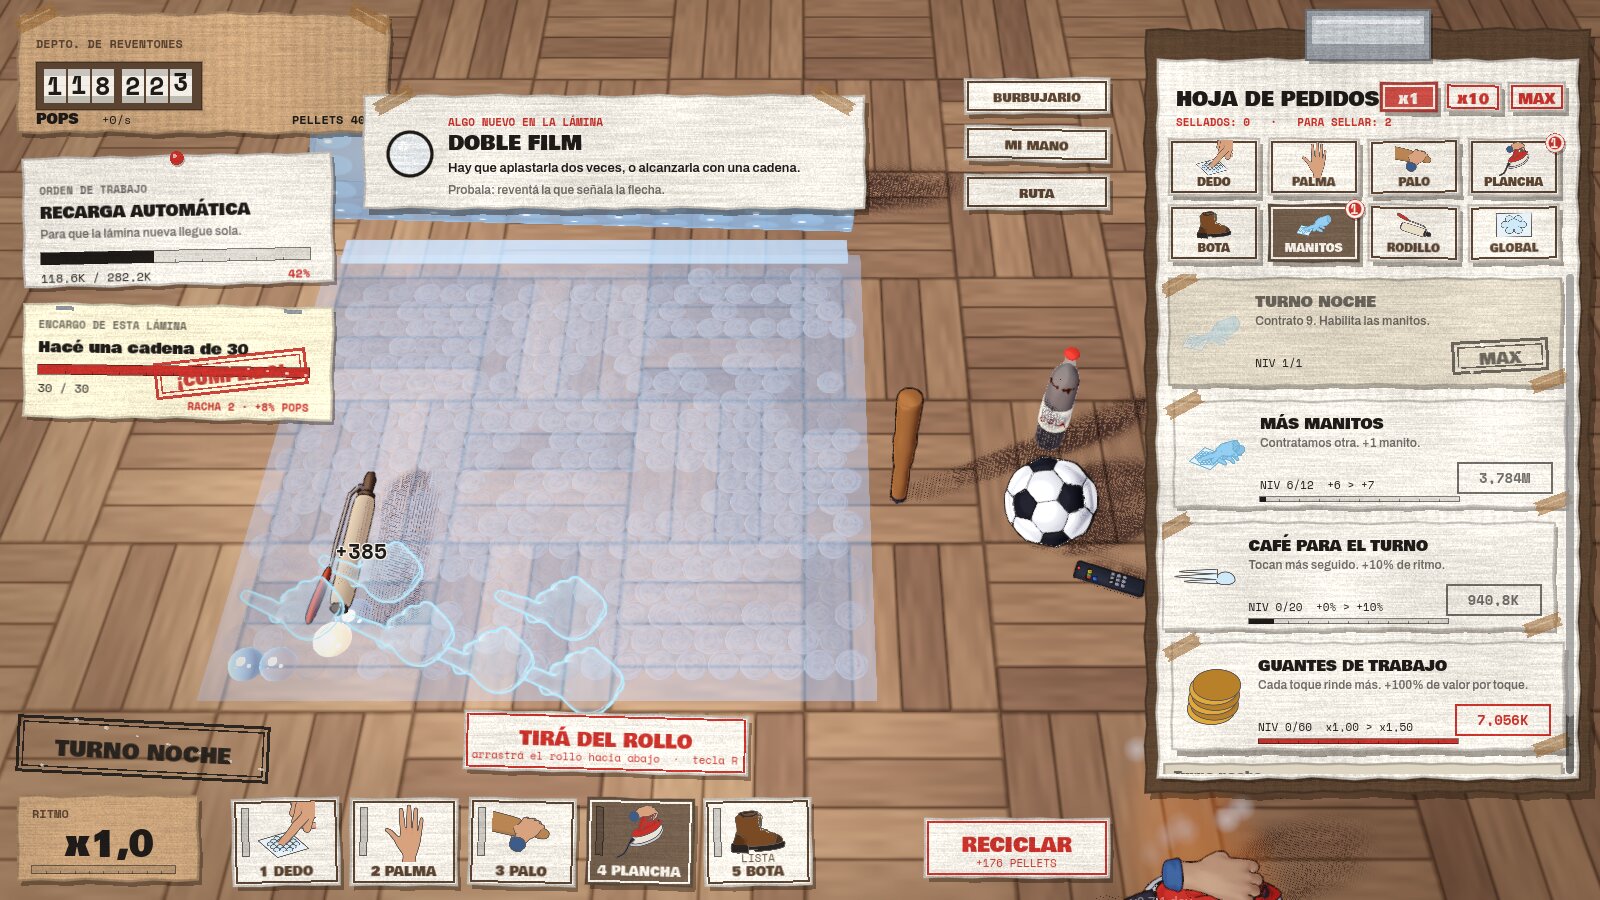 DEPTO. DE REVENTONES
118 223
POPS +0/s PELLETS 40
ORDEN DE TRABAJO
RECARGA AUTOMÁTICA
Para que la lámina nueva llegue sola.
118.6K / 282.2K 42%
ENCARGO DE ESTA LÁMINA
Hacé una cadena de 30
30 / 30
RACHA 2 · +8% POPS
ALGO NUEVO EN LA LÁMINA
DOBLE FILM
Hay que aplastarla dos veces, o alcanzarla con una cadena.
Probala: reventá la que señala la flecha.
BURBUJARIO
MI MANO
RUTA
HOJA DE PEDIDOS x1 x10 MAX
SELLADOS: 0 · PARA SELLAR: 2
DEDO PALMA PALO PLANCHA 1
BOTA MANITOS 1 RODILLO GLOBAL
TURNO NOCHE
Contrato 9. Habilita las manitos.
NIV 1/1 MAX
MÁS MANITOS
Contratamos otra. +1 manito.
NIV 6/12 +6 > +7 3,784M
CAFÉ PARA EL TURNO
Tocan más seguido. +10% de ritmo.
NIV 0/20 +0% > +10% 940,8K
GUANTES DE TRABAJO
Cada toque rinde más. +100% de valor por toque.
NIV 0/60 x1,00 > x1,50 7,056K
+385
TURNO NOCHE
TIRÁ DEL ROLLO
arrastrá el rollo hacia abajo · tecla R
RITMO
x1,0
1 DEDO
2 PALMA
3 PALO
4 PLANCHA
LISTA
5 BOTA
RECICLAR
+176 PELLETS